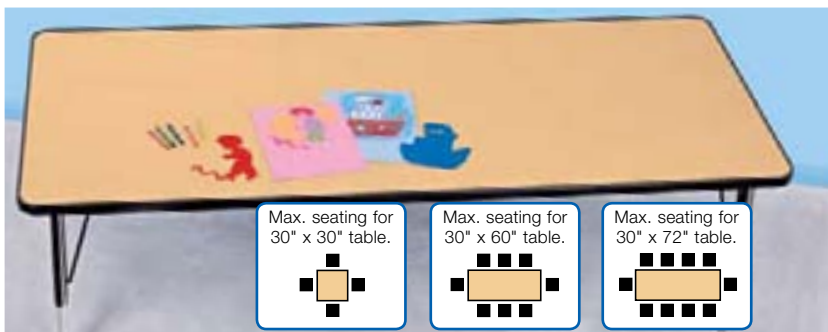 Max. seating for
30" x 30" table.
Max. seating for
30" x 60" table.
Max. seating for
30" x 72" table.